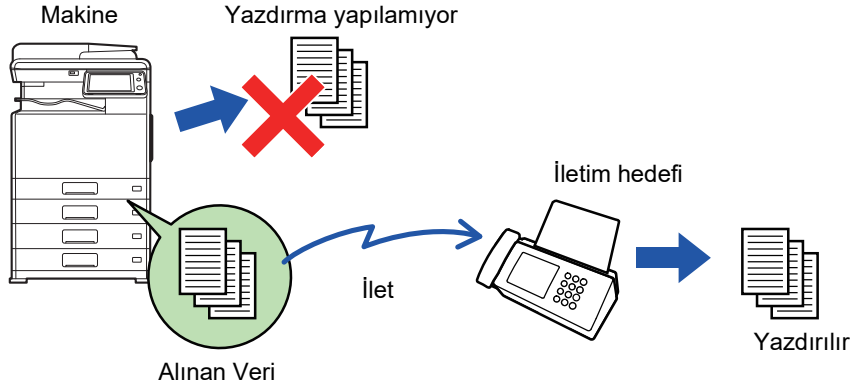 Makine
Yazdırma yapılamıyor
İletim hedefi
İlet
Yazdırılır
Alınan Veri